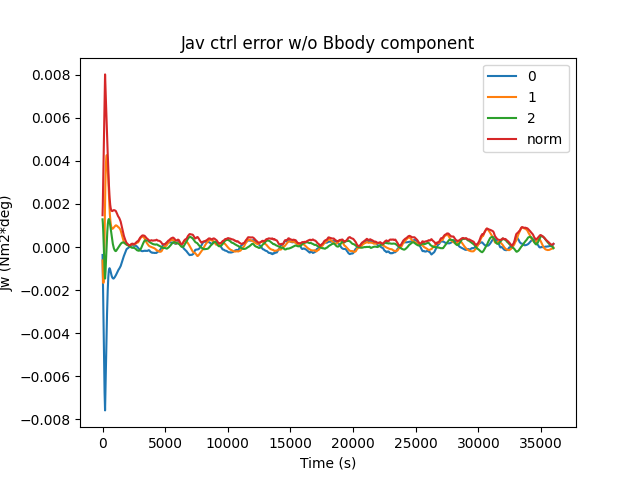 Jav ctrl error w/o Bbody component
0
1
2
norm
0.008
0.006
0.004
0.002
0.000
−0.002
−0.004
−0.006
−0.008
Jw (Nm2*deg)
0 5000 10000 15000 20000 25000 30000 35000
Time (s)